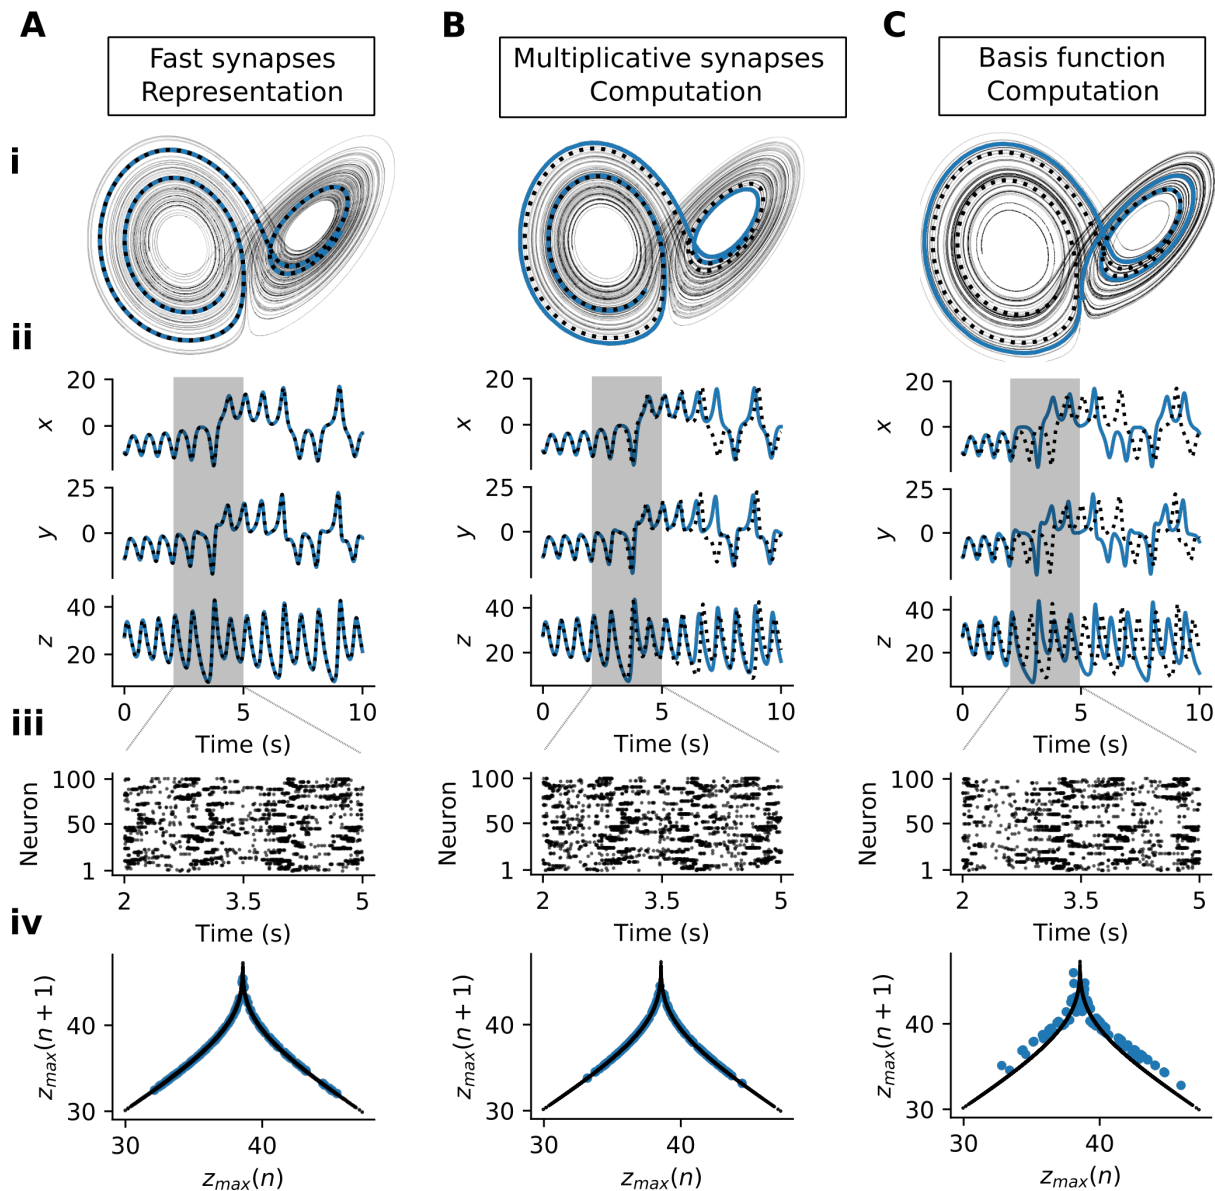 A
B
C
Fast synapses
Representation
Multiplicative synapses
Computation
Basis function
Computation
i
ii
20
0
x
20
0
x
20
0
x
25
0
y
25
0
y
25
0
y
40
20
z
40
20
z
40
20
z
0 5 10
0 5 10
0 5 10
Time (s)
Time (s)
Time (s)
iii
100
50
1
Neuron
100
50
1
Neuron
100
50
1
Neuron
2 3.5 5
2 3.5 5
2 3.5 5
Time (s)
Time (s)
Time (s)
iv
40
30
z_max(n + 1)
40
30
z_max(n + 1)
40
30
z_max(n + 1)
30 40
30 40
30 40
z_max(n)
z_max(n)
z_max(n)